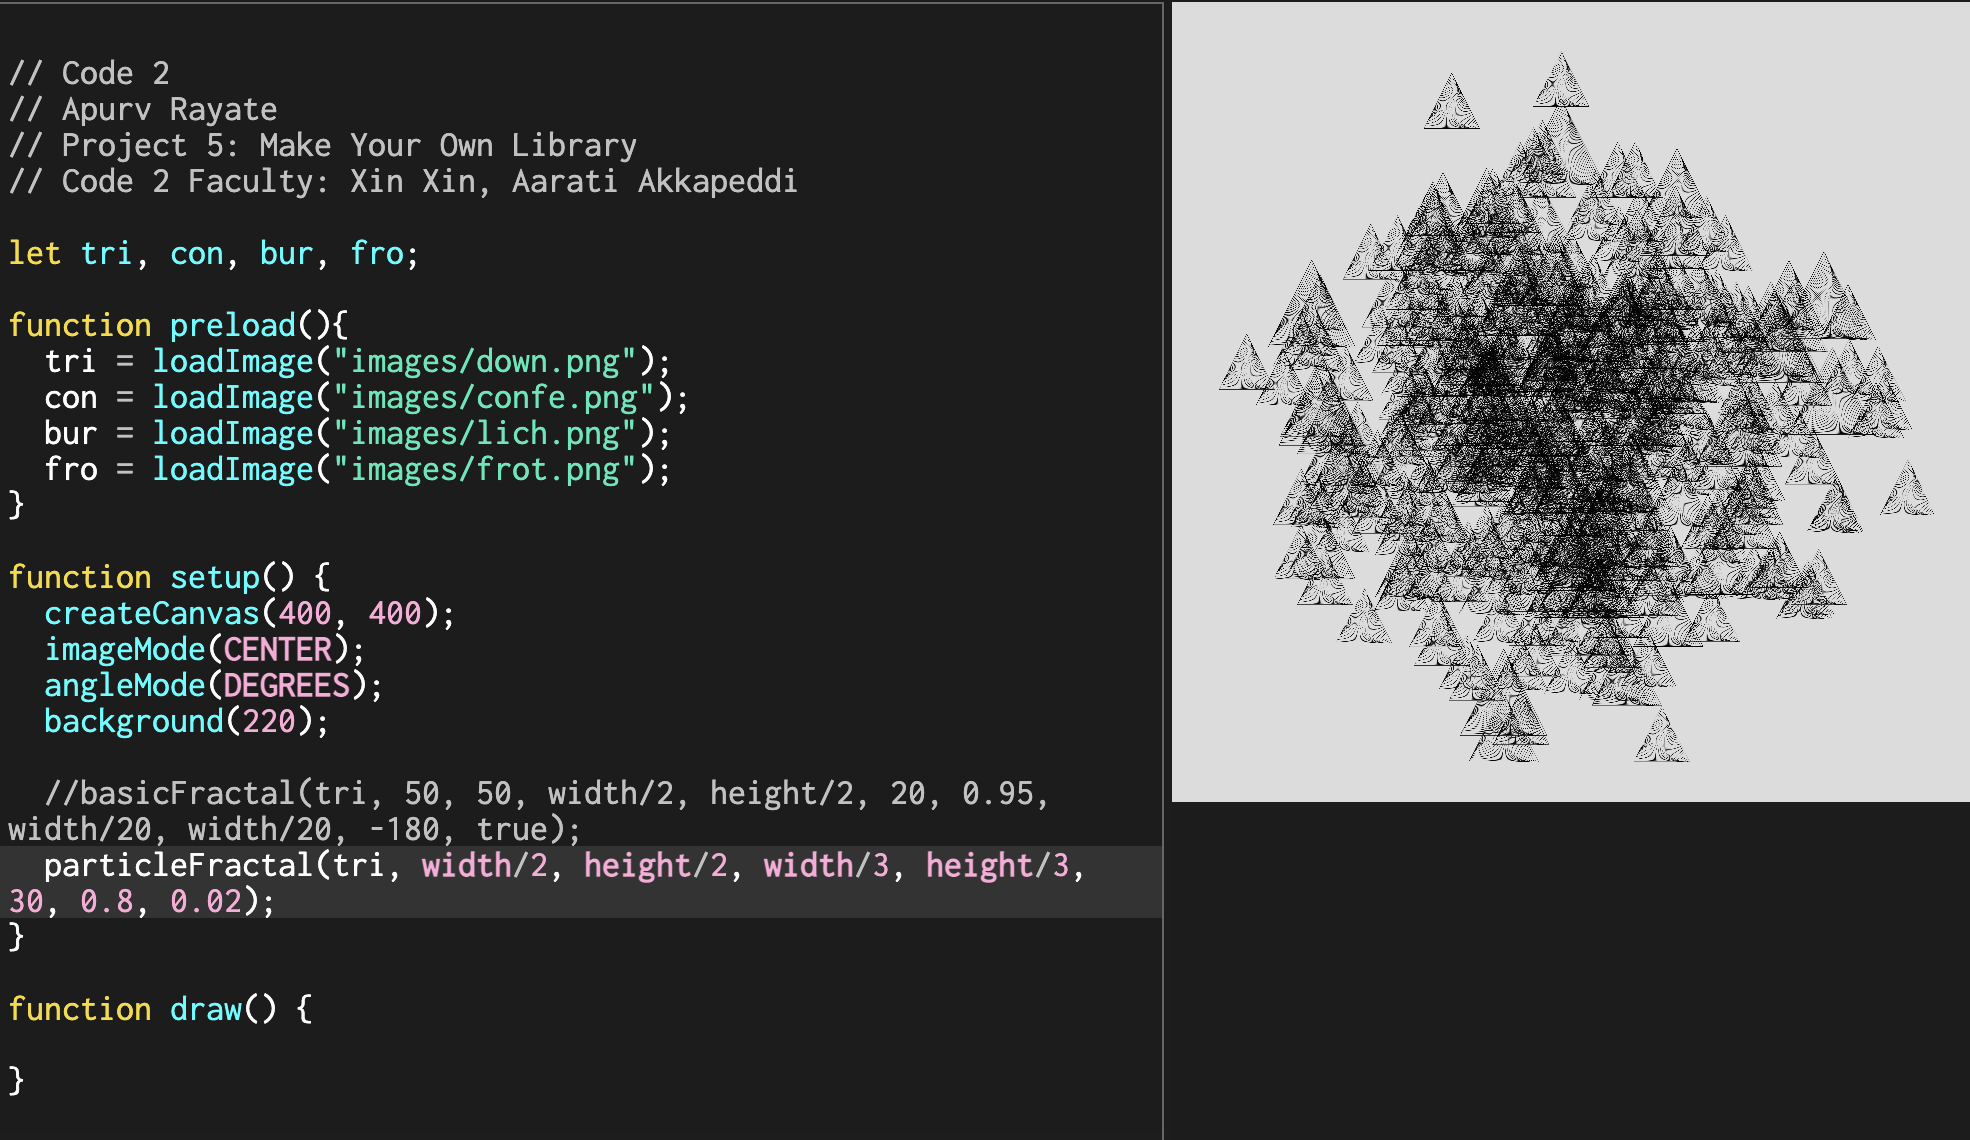 // Code 2
// Apurv Rayate
// Project 5: Make Your Own Library
// Code 2 Faculty: Xin Xin, Aarati Akkapeddi
let tri, con, bur, fro;
function preload(){
  tri = loadImage("images/down.png");
  con = loadImage("images/confe.png");
  bur = loadImage("images/lich.png");
  fro = loadImage("images/frot.png");
}
function setup() {
  createCanvas(400, 400);
  imageMode(CENTER);
  angleMode(DEGREES);
  background(220);
  //basicFractal(tri, 50, 50, width/2, height/2, 20, 0.95,
width/20, width/20, -180, true);
  particleFractal(tri, width/2, height/2, width/3, height/3,
30, 0.8, 0.02);
}
function draw() {
}